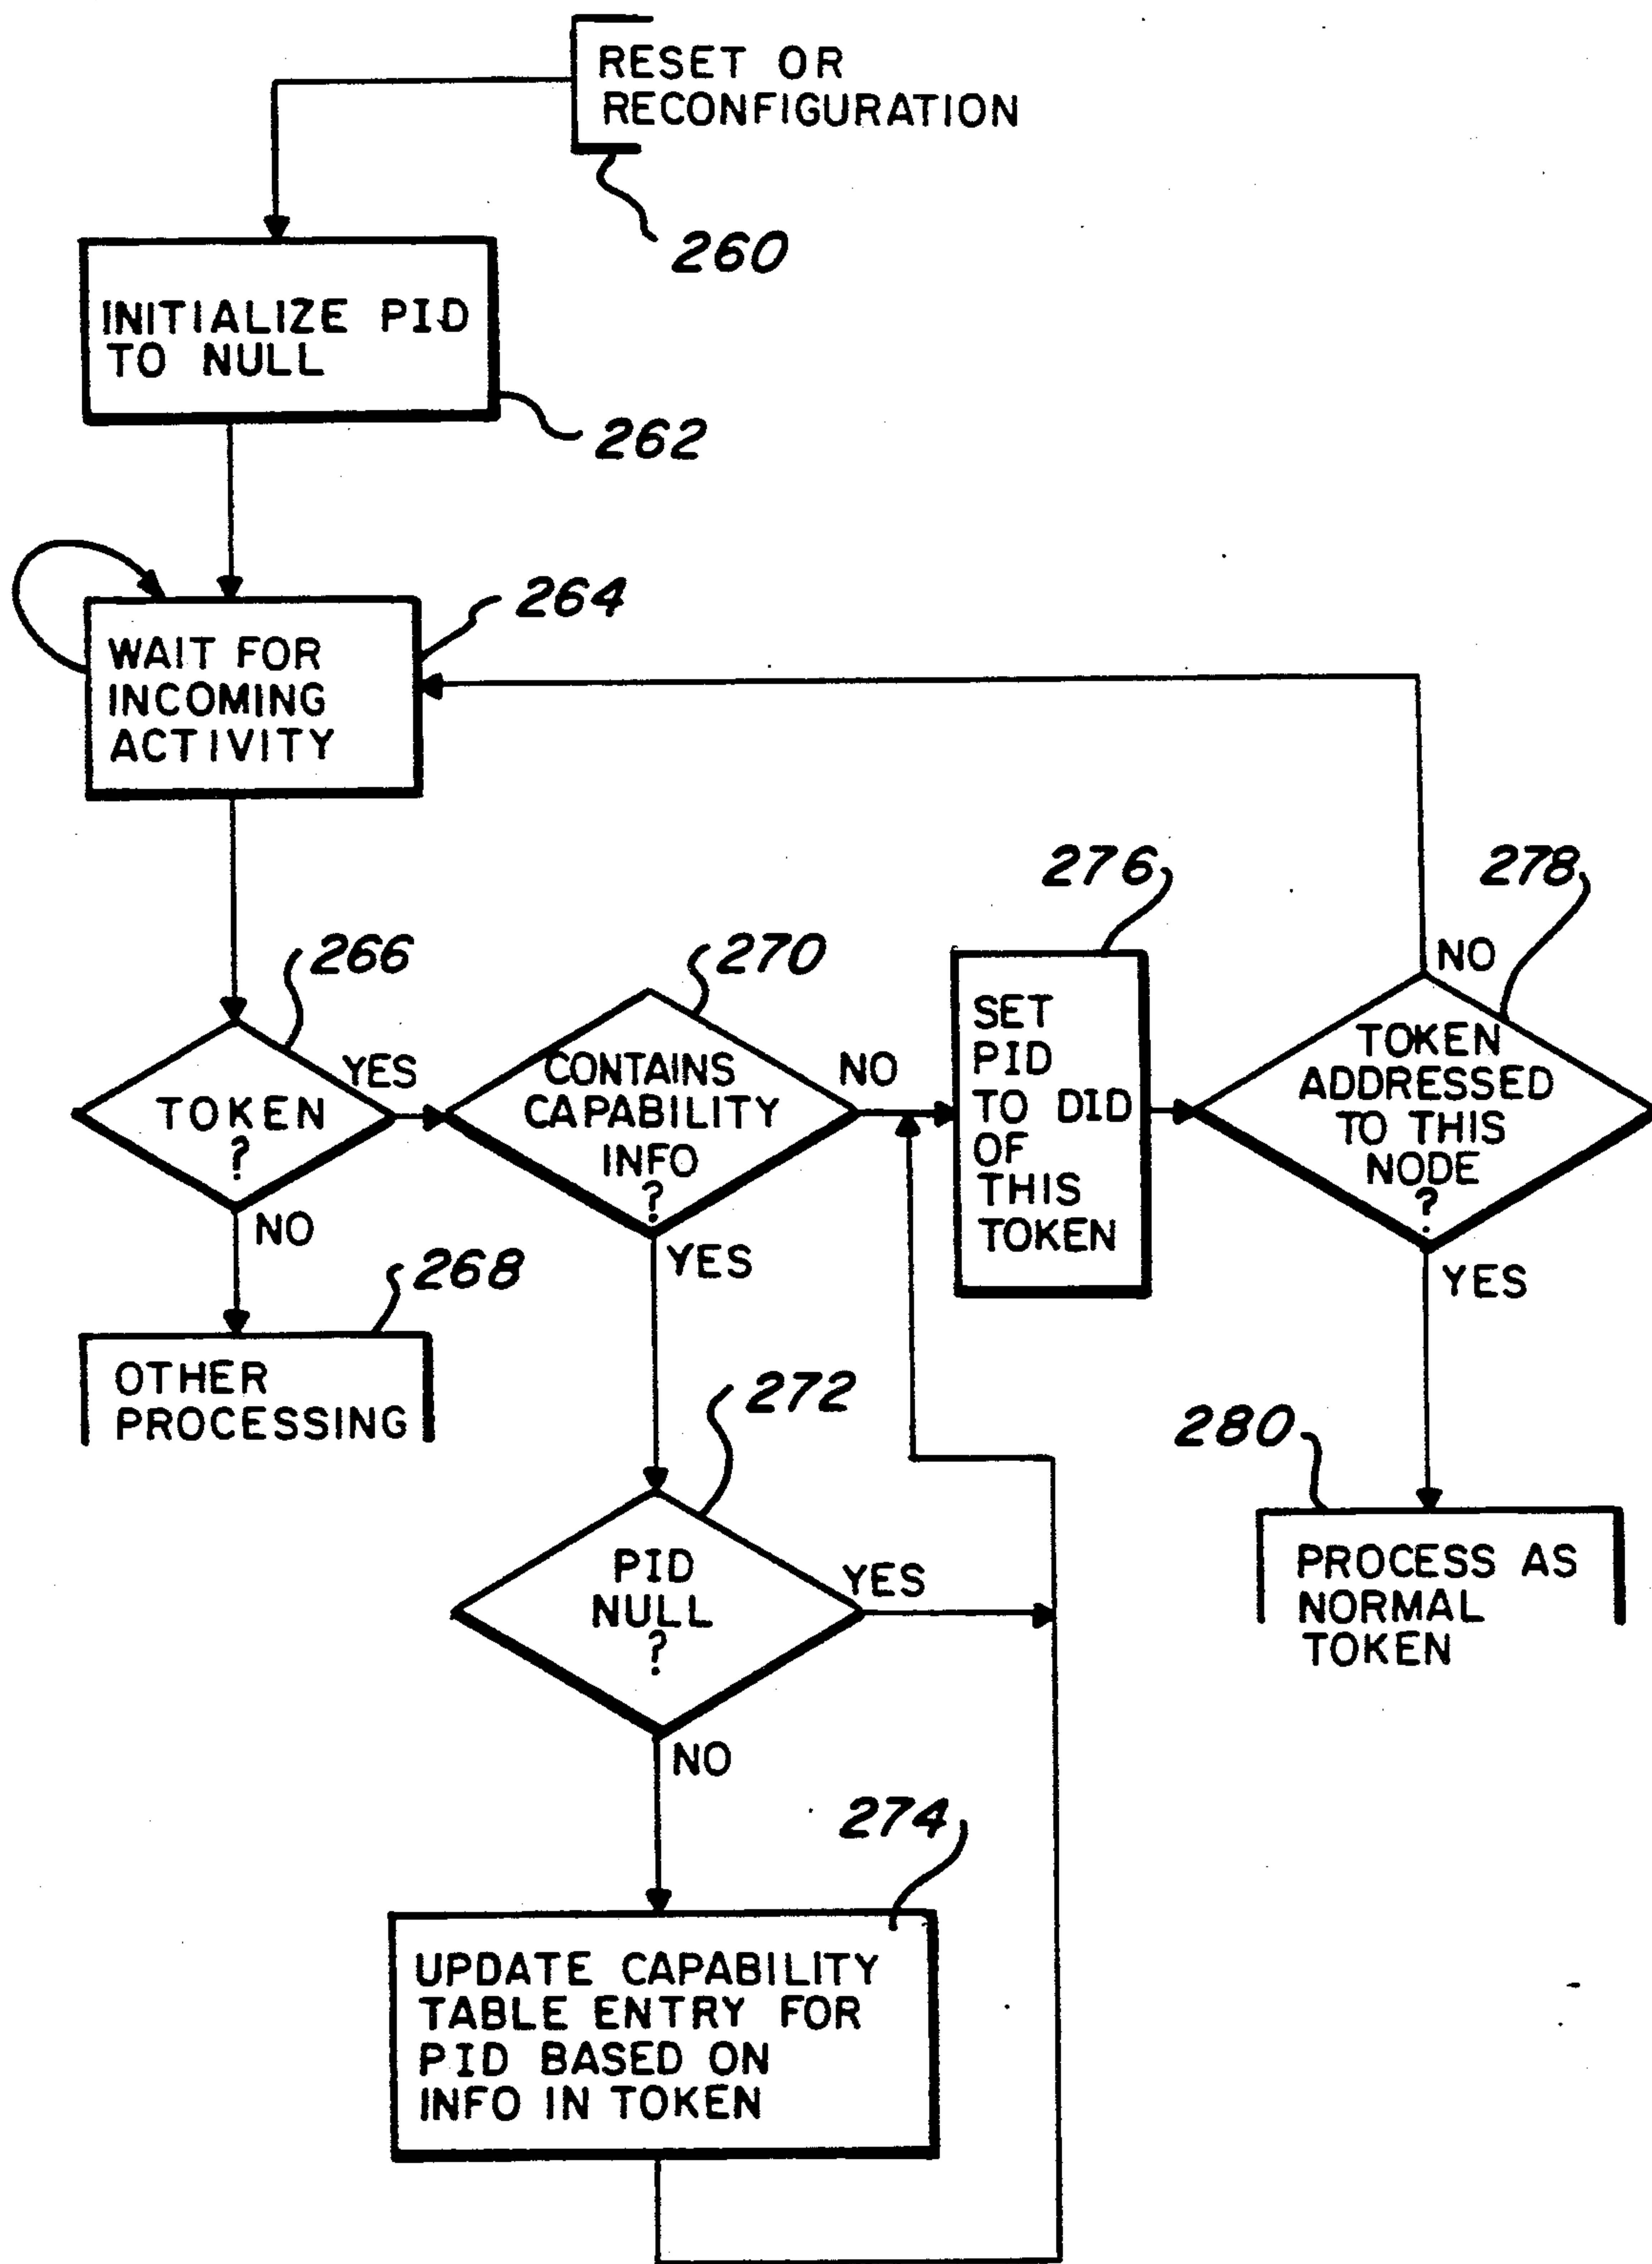 RESET OR
RECONFIGURATION
260
INITIALIZE PID
TO NULL
262
264
WAIT FOR
INCOMING
ACTIVITY
276
278
266
270
NO
SET
PID
TO DID
OF
THIS
TOKEN
TOKEN
ADDRESSED
TO THIS
NODE
?
YES
TOKEN
?
YES
CONTAINS
CAPABILITY
INFO
?
NO
NO
YES
268
OTHER
PROCESSING
272
280
PID
NULL
?
YES
PROCESS AS
NORMAL
TOKEN
NO
274
UPDATE CAPABILITY
TABLE ENTRY FOR
PID BASED ON
INFO IN TOKEN